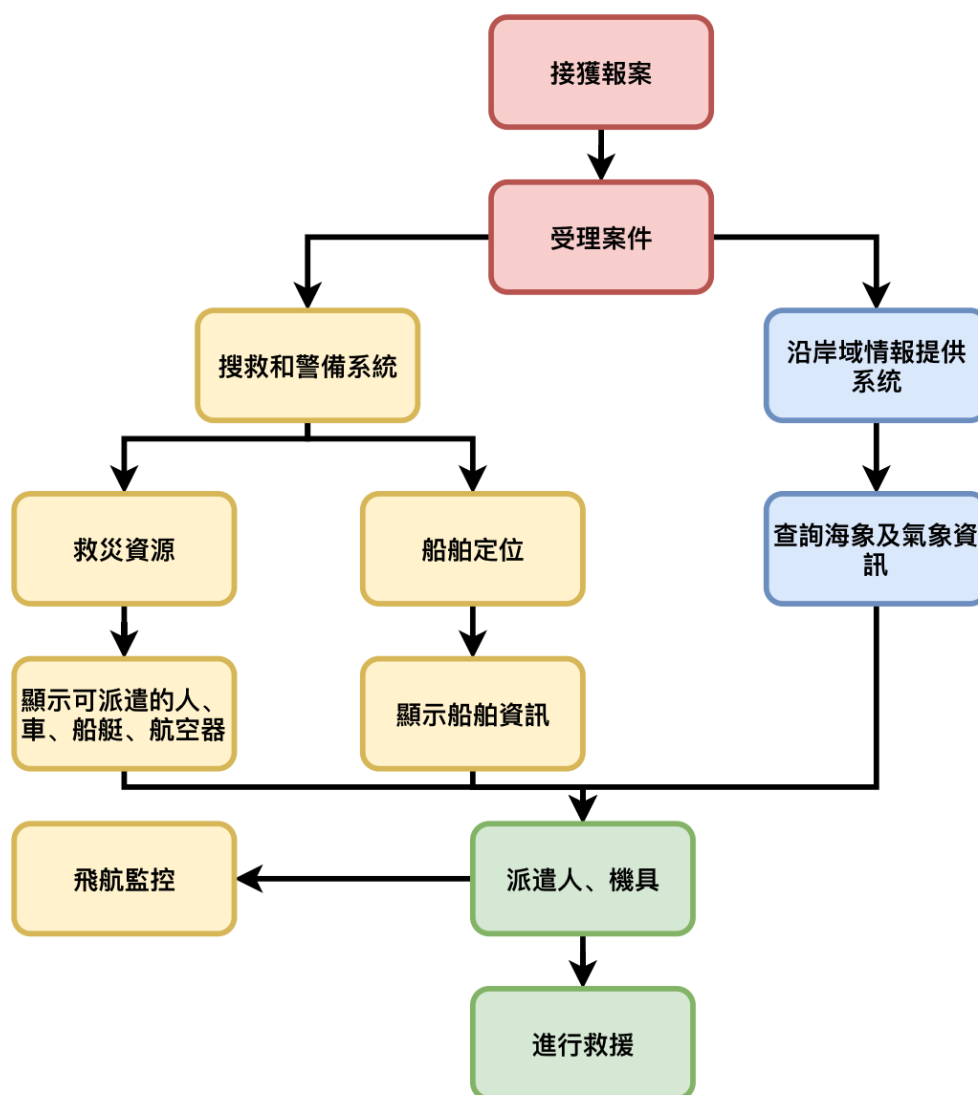 接獲報案
受理案件
搜救和警備系統
沿岸域情報提供
系統
救災資源
船舶定位
查詢海象及氣象資
訊
顯示可派遣的人、
車、船艇、航空器
顯示船舶資訊
飛航監控
派遣人、機具
進行救援